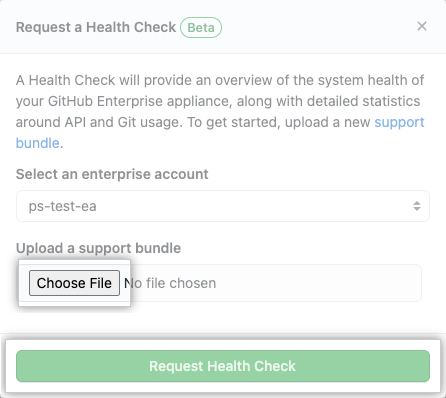 Request a Health Check Beta
A Health Check will provide an overview of the system health of
your GitHub Enterprise appliance, along with detailed statistics
around API and Git usage. To get started, upload a new support
bundle.
Select an enterprise account
ps-test-ea
Upload a support bundle
Choose File No file chosen
Request Health Check